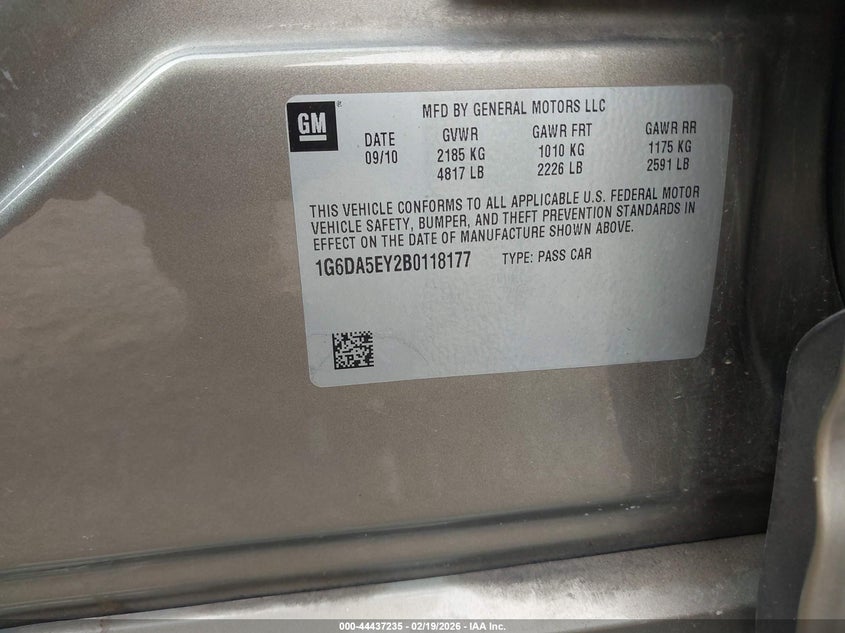 GM ®
MFD BY GENERAL MOTORS LLC
DATE GVWR GAWR FRT GAWR RR
09/10 2185 KG 1010 KG 1175 KG
4817 LB 2226 LB 2591 LB
THIS VEHICLE CONFORMS TO ALL APPLICABLE U.S. FEDERAL MOTOR
VEHICLE SAFETY, BUMPER, AND THEFT PREVENTION STANDARDS IN
EFFECT ON THE DATE OF MANUFACTURE SHOWN ABOVE.
1G6DA5EY2B0118177 TYPE: PASS CAR
000-44437235 - 02/19/2026 - IAA Inc.